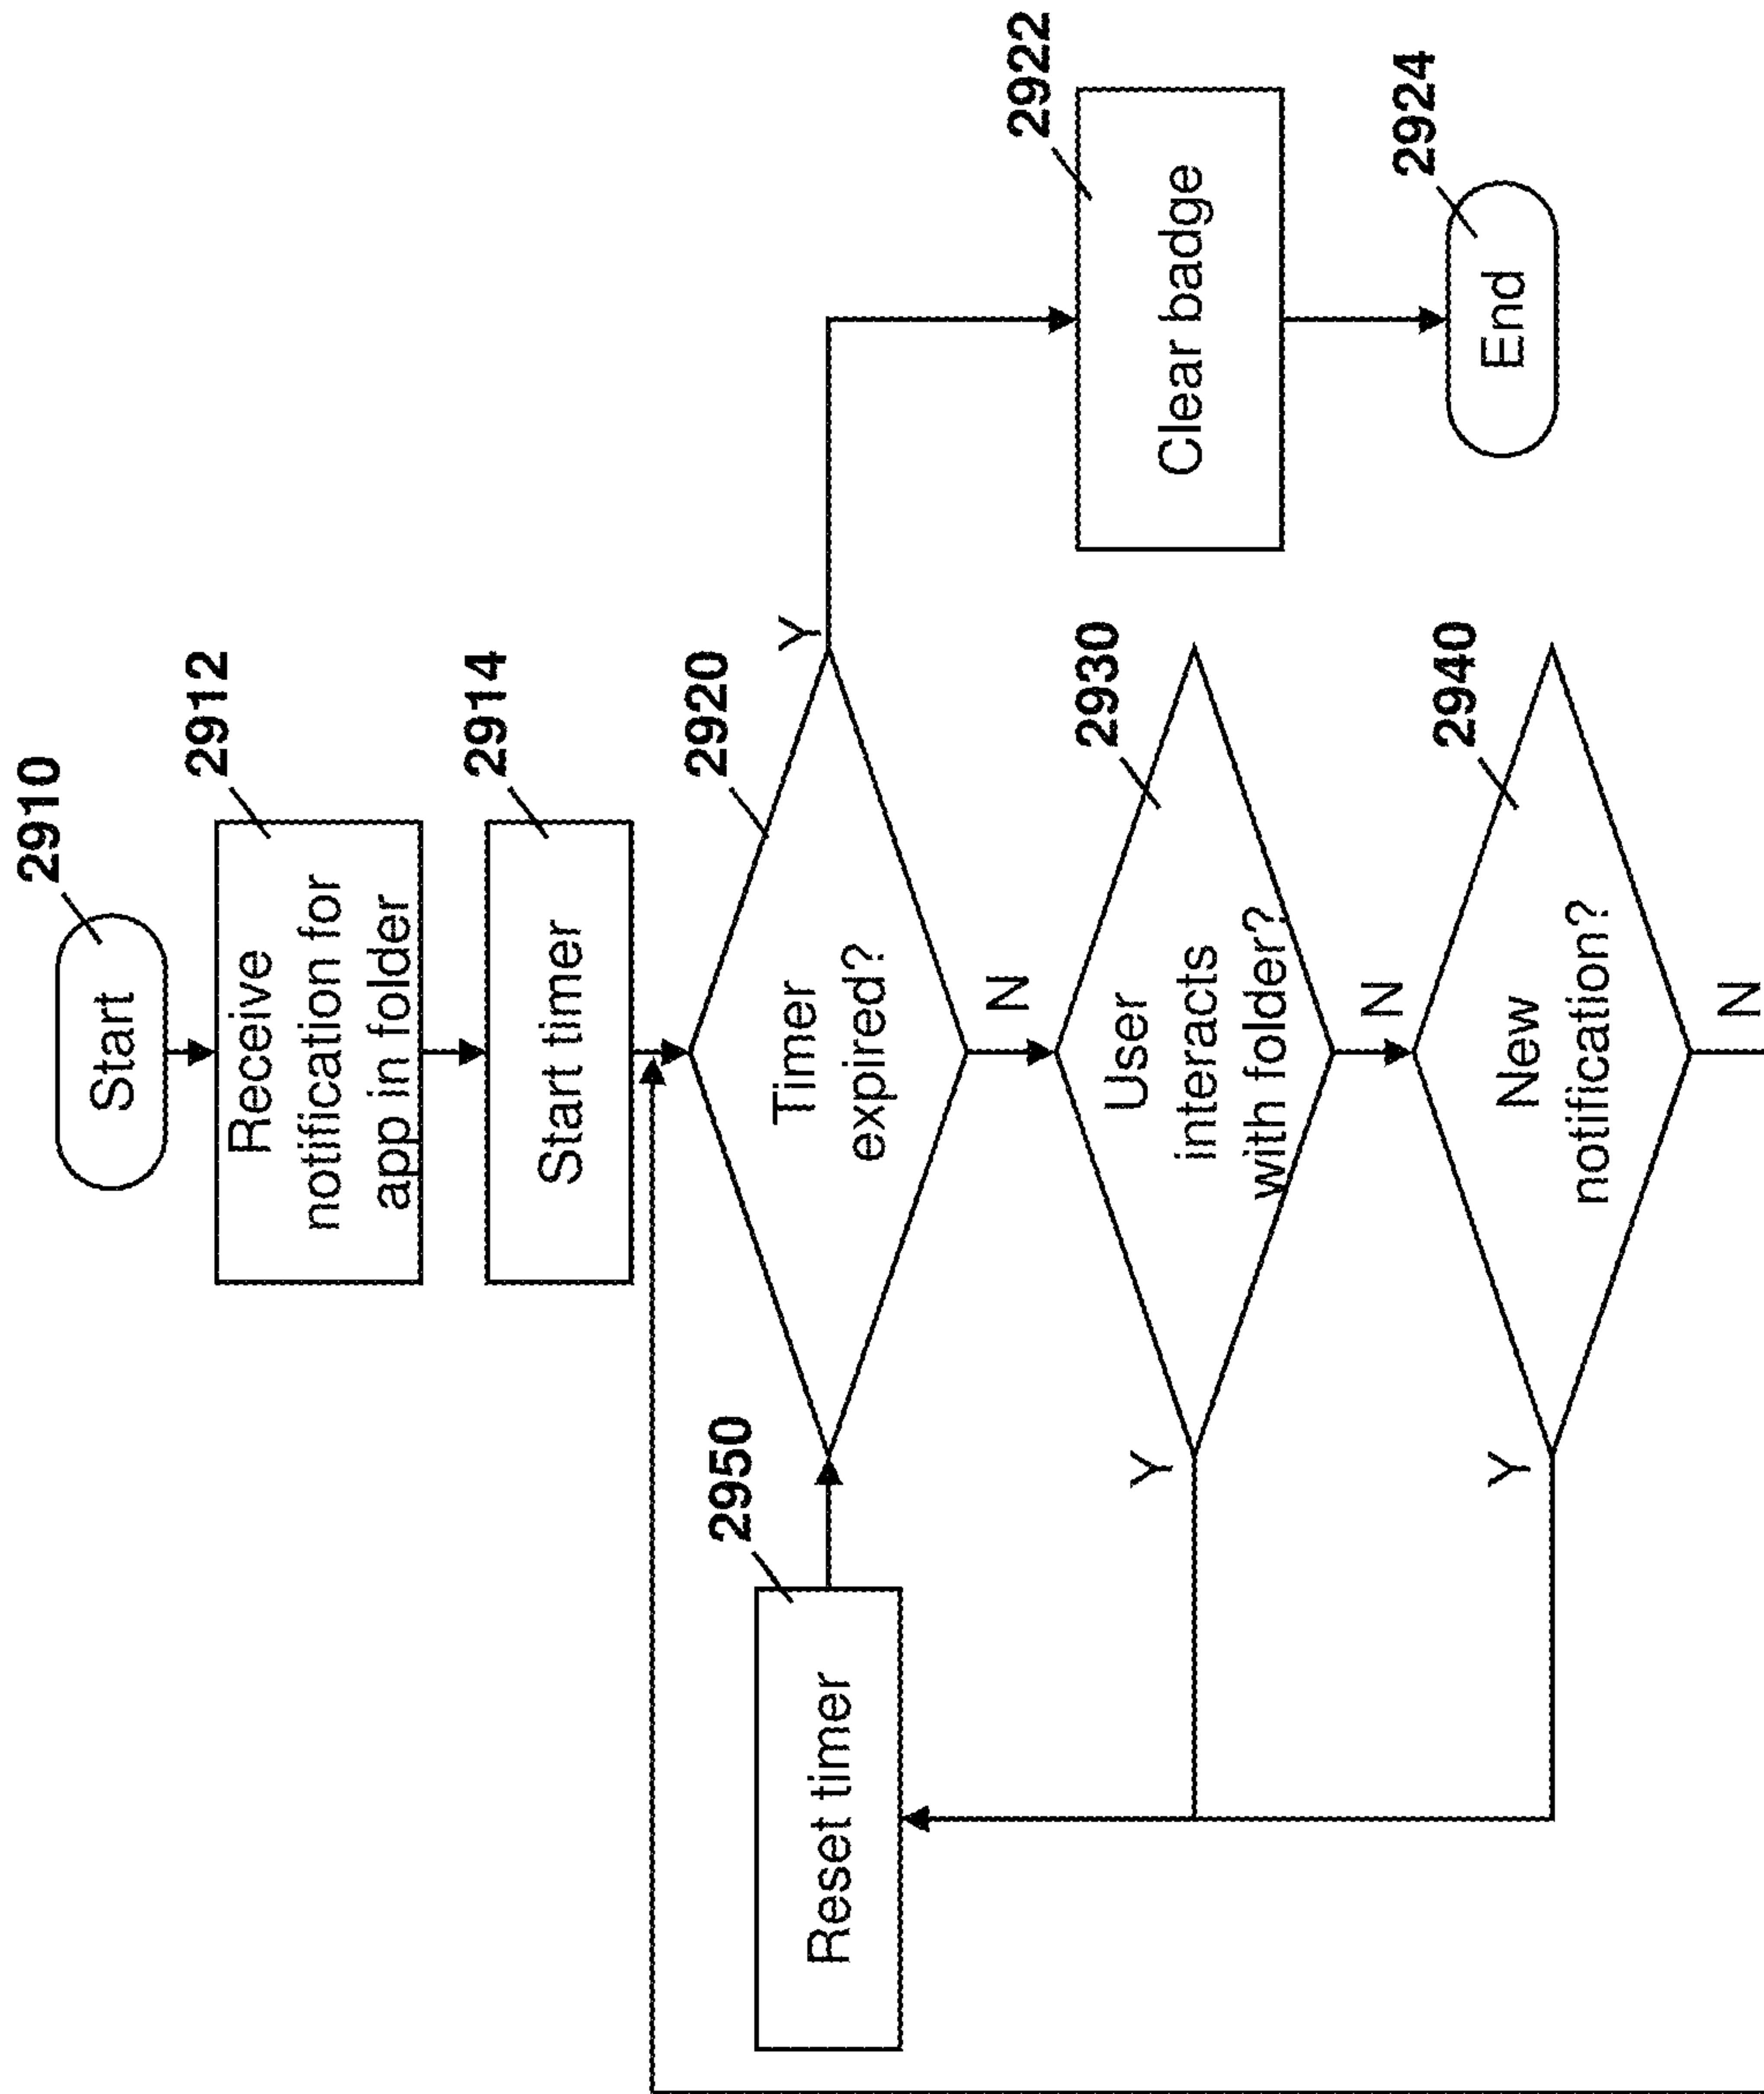 2910
Start
2912
Receive
notification for
app in folder
2914
Start timer
2920
Timer
expired?
Y
N
2922
Clear badge
2924
End
2930
User
interacts
with folder?
Y
N
2940
New
notification?
Y
N
2950
Reset timer